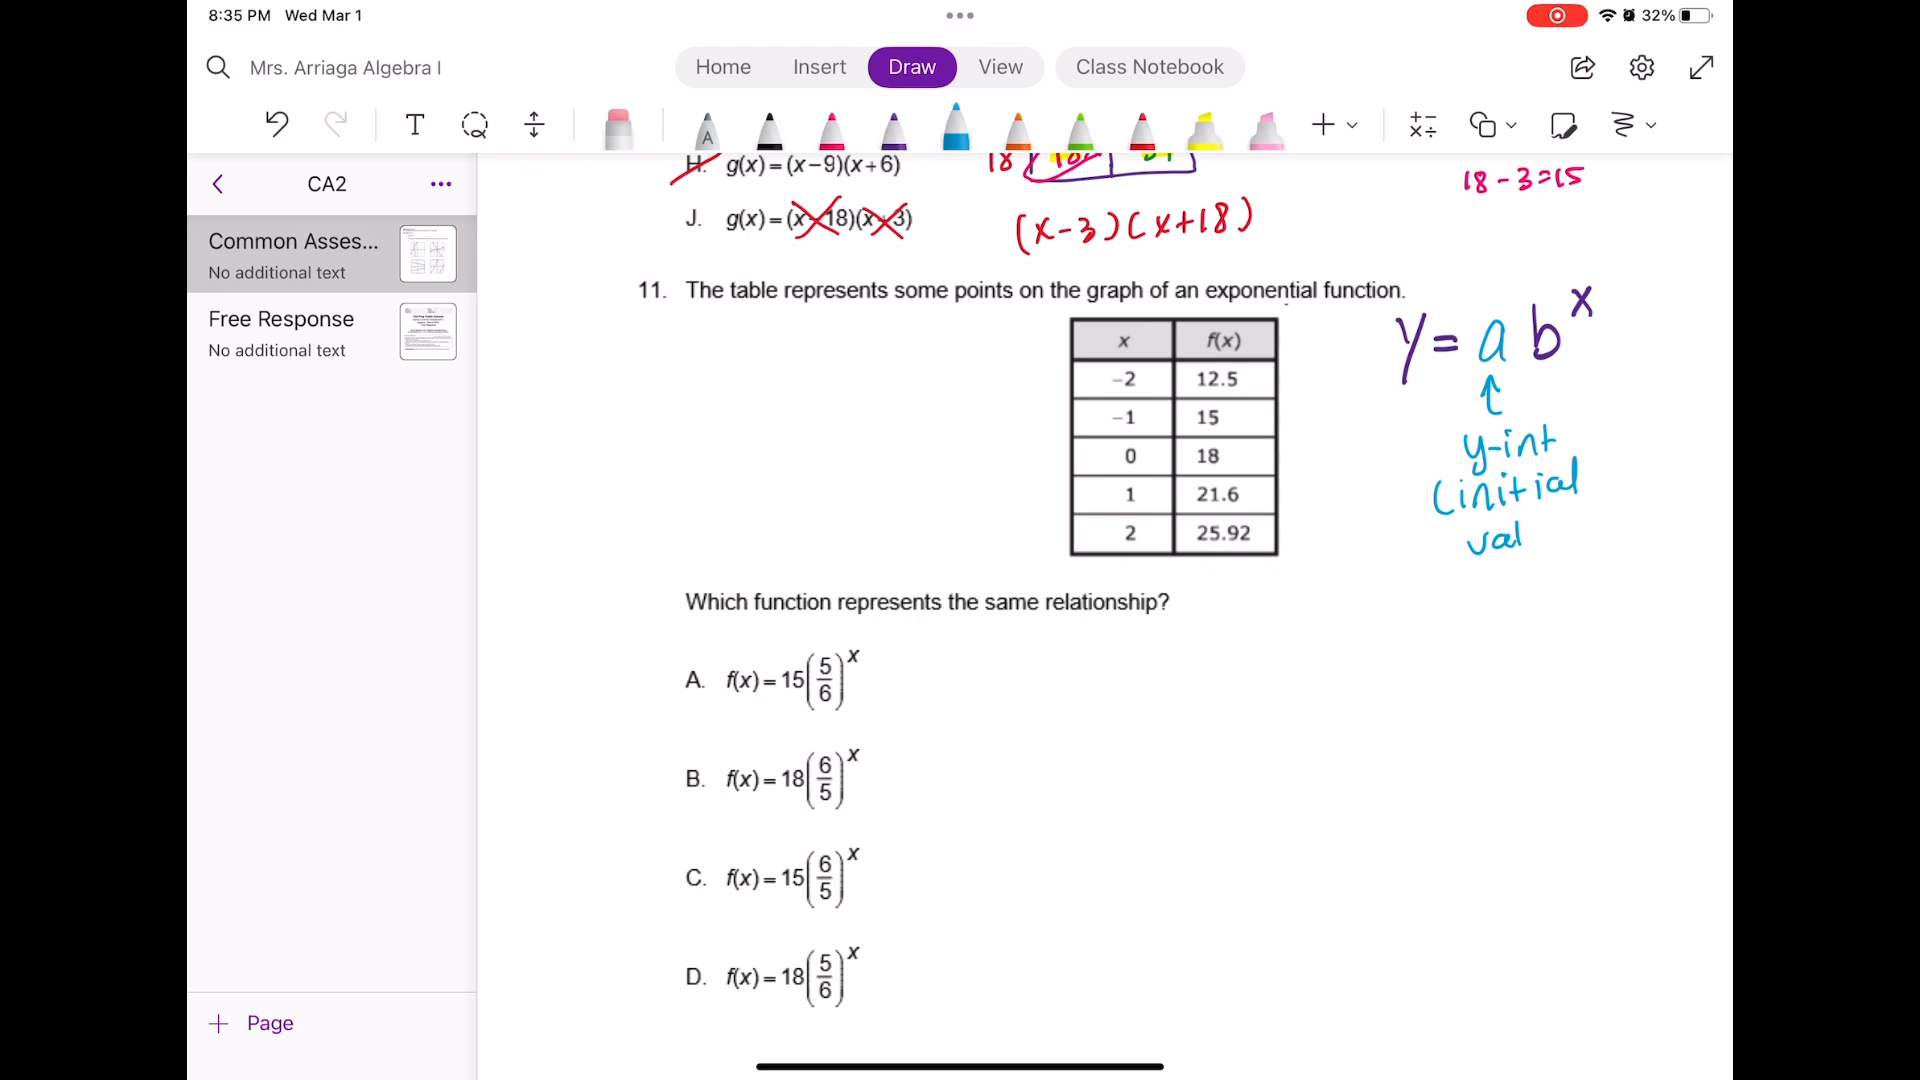 8:35 PM Wed Mar 1
32%
Mrs. Arriaga Algebra I
Home Insert Draw View Class Notebook
T
A
CA2
Common Asses...
No additional text
Free Response
No additional text
+ Page
H. g(x) = (x − 9)(x + 6)
18
18 - 3 = 15
J. g(x) = (x 18)(x 3)
(x - 3)(x + 18)
11. The table represents some points on the graph of an exponential function.
x f(x)
−2 12.5
−1 15
0 18
1 21.6
2 25.92
y = a b^x
y-int
(initial
val
Which function represents the same relationship?
A. f(x) = 15(5/6)^x
B. f(x) = 18(6/5)^x
C. f(x) = 15(6/5)^x
D. f(x) = 18(5/6)^x